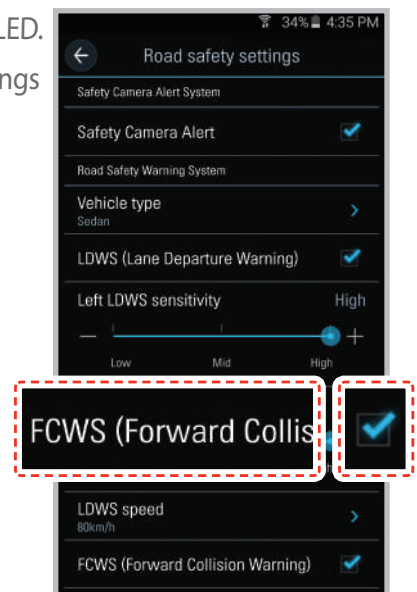 LED.
ngs
34% 4:35 PM
Road safety settings
Safety Camera Alert System
Safety Camera Alert
Road Safety Warning System
Vehicle type
Sedan
LDWS (Lane Departure Warning)
Left LDWS sensitivity High
Low Mid High
FCWS (Forward Collis
LDWS speed
80km/h
FCWS (Forward Collision Warning)